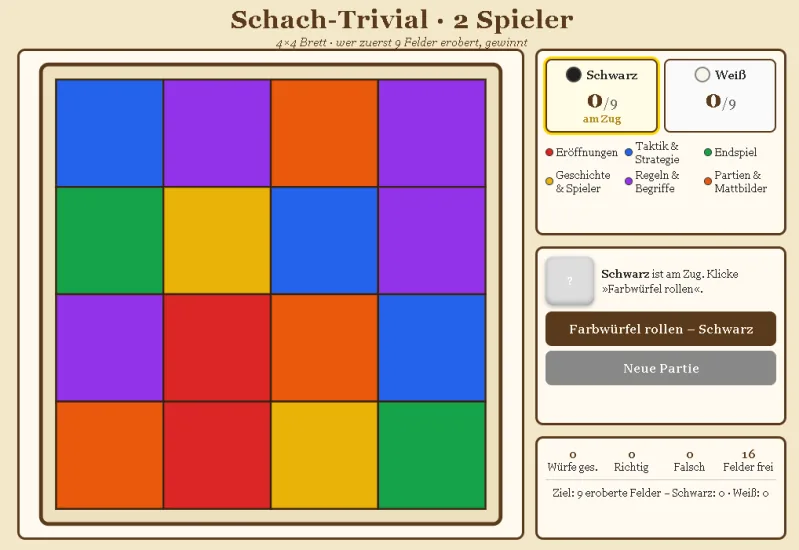 Schach-Trivial · 2 Spieler
4×4 Brett · wer zuerst 9 Felder erobert, gewinnt
Schwarz
0/9
am Zug
Weiß
0/9
Eröffnungen
Taktik &
Strategie
Endspiel
Geschichte
& Spieler
Regeln &
Begriffe
Partien &
Mattbilder
?
Schwarz ist am Zug. Klicke
»Farbwürfel rollen«.
Farbwürfel rollen – Schwarz
Neue Partie
0
Würfe ges.
0
Richtig
0
Falsch
16
Felder frei
Ziel: 9 eroberte Felder – Schwarz: 0 · Weiß: 0